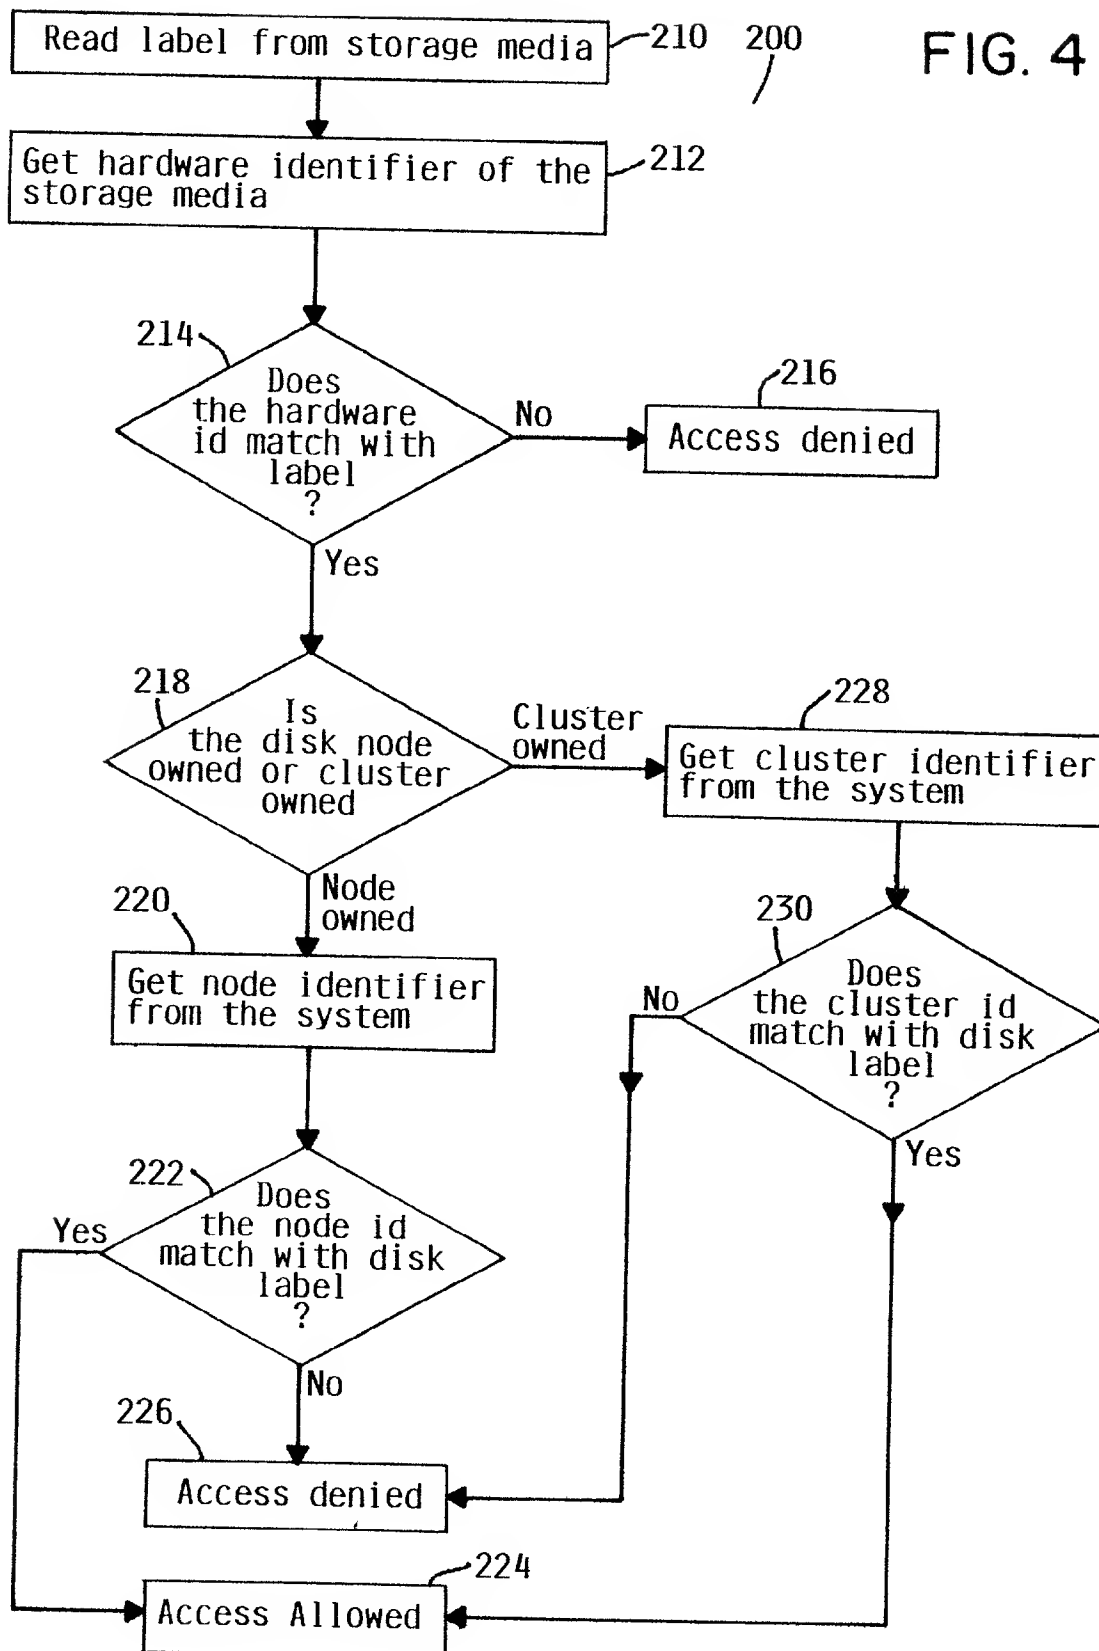 Read label from storage media
210
200
FIG. 4
Get hardware identifier of the
storage media
212
214
Does
the hardware
id match with
label
?
No
216
Access denied
Yes
218
Is
the disk node
owned or cluster
owned
Cluster
owned
228
Get cluster identifier
from the system
Node
owned
220
Get node identifier
from the system
230
Does
the cluster id
match with disk
label
?
No
Yes
222
Does
the node id
match with disk
label
?
Yes
No
226
Access denied
224
Access Allowed